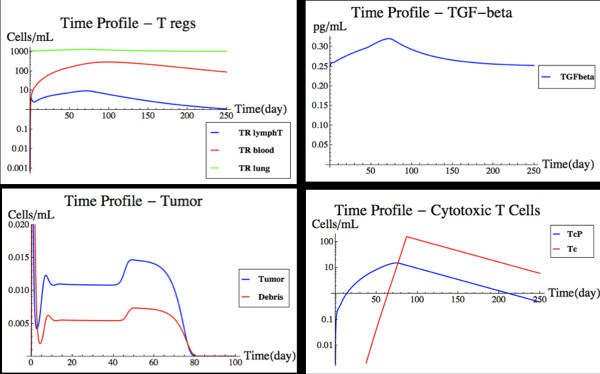 Time Profile – T regs
Cells/mL
1000
100
10
0.1
0.01
0.001
50 100 150 200 250
Time(day)
TR lymphT
TR blood
TR lung
Time Profile – TGF–beta
pg/mL
0.30
0.25
0.20
0.15
0.10
0.05
50 100 150 200 250
Time(day)
TGFbeta
Time Profile – Tumor
Cells/mL
0.020
0.015
0.010
0.005
0 20 40 60 80 100
Time(day)
Tumor
Debris
Time Profile – Cytotoxic T Cells
Cells/mL
100
10
0.1
0.01
50 100 150 200 250
Time(day)
TcP
Tc